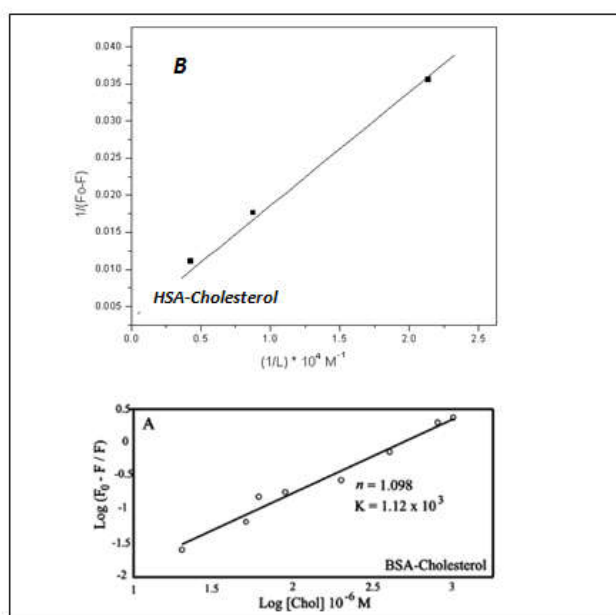 B
0.040
0.035
0.030
0.025
0.020
0.015
0.010
0.005
1/(Fo-F)
HSA-Cholesterol
0.0 0.5 1.0 1.5 2.0 2.5
(1/L) * 10⁴ M⁻¹
A
0.5
0
-0.5
-1
-1.5
-2
Log (F₀ - F / F)
n = 1.098
K = 1.12 x 10³
BSA-Cholesterol
1 1.5 2 2.5 3
Log [Chol] 10⁻⁶ M